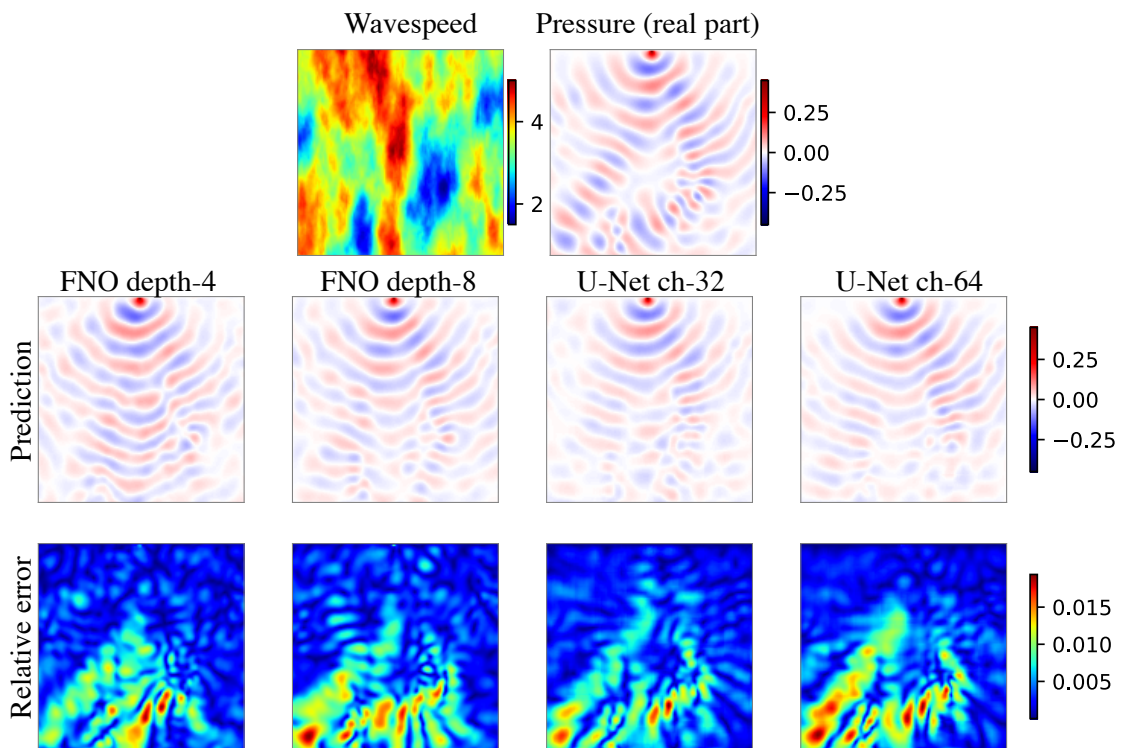 Wavespeed Pressure (real part)
4
2
0.25
0.00
−0.25
FNO depth-4 FNO depth-8 U-Net ch-32 U-Net ch-64
Prediction
0.25
0.00
−0.25
Relative error
0.015
0.010
0.005